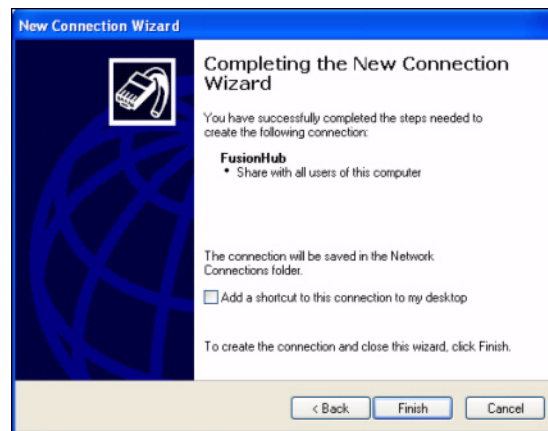 New Connection Wizard
Completing the New Connection
Wizard
You have successfully completed the steps needed to
create the following connection:
FusionHub
• Share with all users of this computer
The connection will be saved in the Network
Connections folder.
Add a shortcut to this connection to my desktop
To create the connection and close this wizard, click Finish.
< Back Finish Cancel